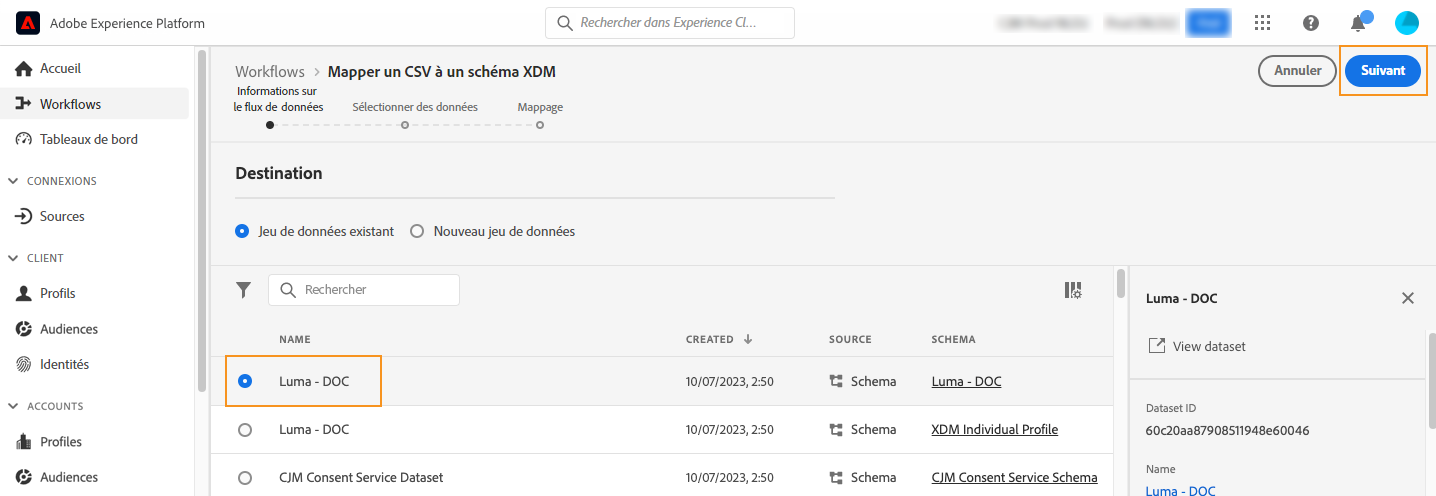 Adobe Experience Platform
Rechercher dans Experience Cl...
Accueil
Workflows
Tableaux de bord
CONNEXIONS
Sources
CLIENT
Profils
Audiences
Identités
ACCOUNTS
Profiles
Audiences
Workflows > Mapper un CSV à un schéma XDM
Annuler
Suivant
Informations sur
le flux de données
Sélectionner des données
Mappage
Destination
Jeu de données existant
Nouveau jeu de données
Rechercher
NAME CREATED SOURCE SCHEMA
Luma - DOC 10/07/2023, 2:50 Schema Luma - DOC
Luma - DOC 10/07/2023, 2:50 Schema XDM Individual Profile
CJM Consent Service Dataset 10/07/2023, 2:50 Schema CJM Consent Service Schema
Luma - DOC
View dataset
Dataset ID
60c20aa87908511948e60046
Name
Luma - DOC